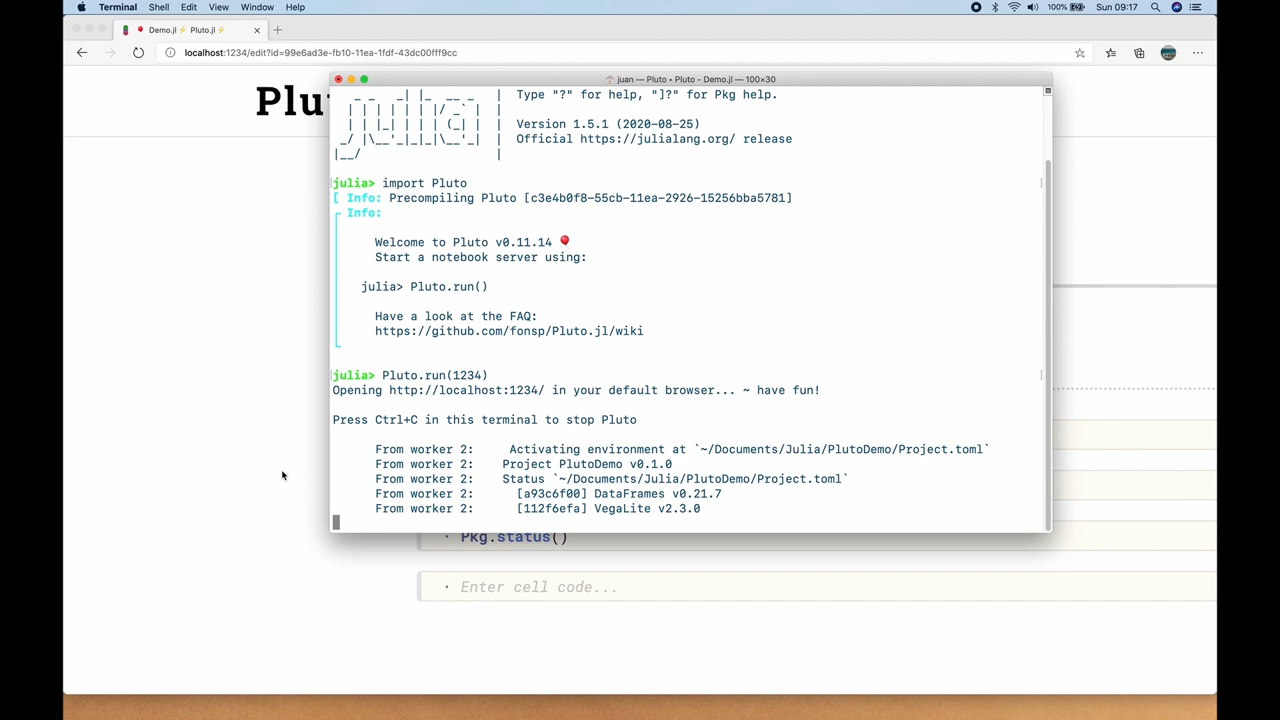 Terminal Shell Edit View Window Help 100% Sun 09:17
Demo.jl ⚡ Pluto.jl ⚡
localhost:1234/edit?id=99e6ad3e-fb10-11ea-1fdf-43dc00fff9cc
juan — Pluto • Pluto - Demo.jl — 100×30
Plu
Type "?" for help, "]?" for Pkg help.
Version 1.5.1 (2020-08-25)
Official https://julialang.org/ release
julia> import Pluto
[ Info: Precompiling Pluto [c3e4b0f8-55cb-11ea-2926-15256bba5781]
Info:
Welcome to Pluto v0.11.14 🎈
Start a notebook server using:
julia> Pluto.run()
Have a look at the FAQ:
https://github.com/fonsp/Pluto.jl/wiki
julia> Pluto.run(1234)
Opening http://localhost:1234/ in your default browser... ~ have fun!
Press Ctrl+C in this terminal to stop Pluto
From worker 2: Activating environment at `~/Documents/Julia/PlutoDemo/Project.toml`
From worker 2: Project PlutoDemo v0.1.0
From worker 2: Status `~/Documents/Julia/PlutoDemo/Project.toml`
From worker 2: [a93c6f00] DataFrames v0.21.7
From worker 2: [112f6efa] VegaLite v2.3.0
Pkg.status()
Enter cell code...